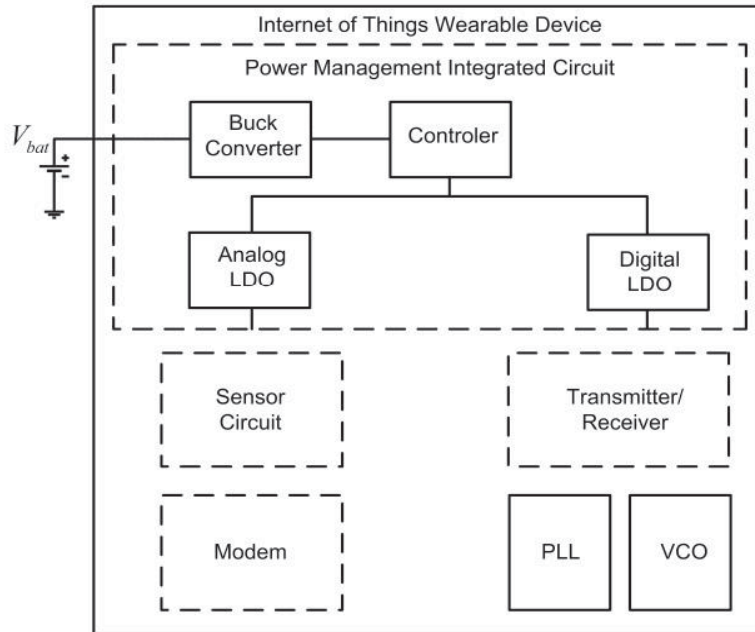 Internet of Things Wearable Device
Power Management Integrated Circuit
V_bat
+
-
Buck
Converter
Controler
Analog
LDO
Digital
LDO
Sensor
Circuit
Transmitter/
Receiver
Modem
PLL
VCO